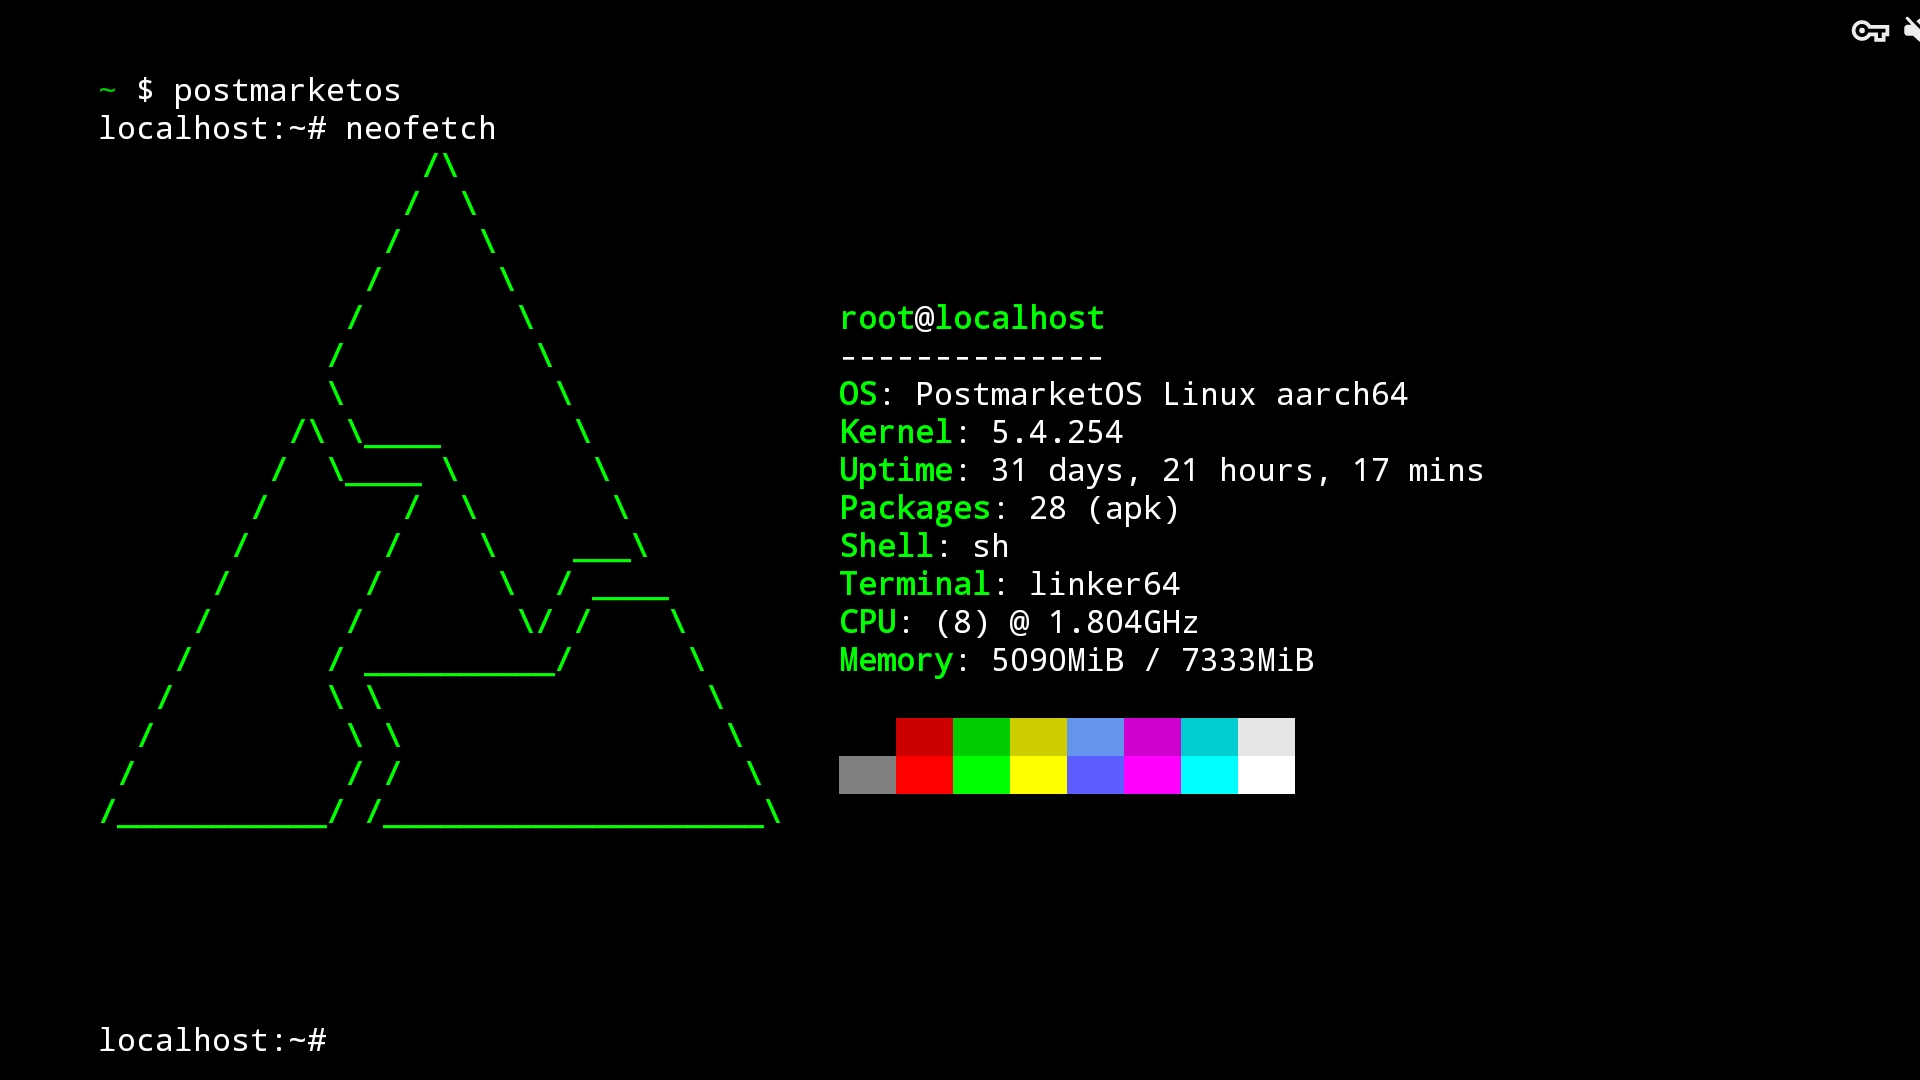 ~ $ postmarketos
localhost:~# neofetch
root@localhost
--------------
OS: PostmarketOS Linux aarch64
Kernel: 5.4.254
Uptime: 31 days, 21 hours, 17 mins
Packages: 28 (apk)
Shell: sh
Terminal: linker64
CPU: (8) @ 1.804GHz
Memory: 5090MiB / 7333MiB
localhost:~#